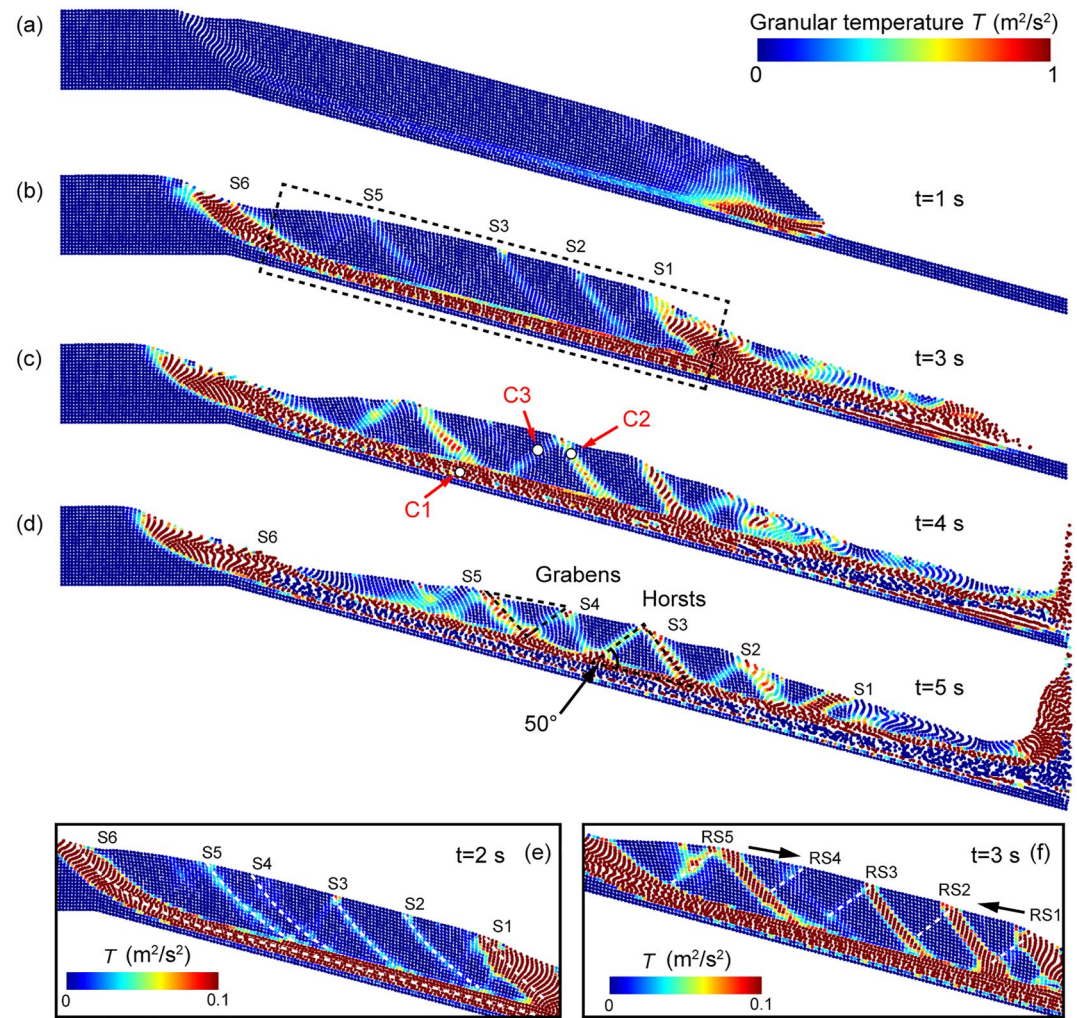 (a)
Granular temperature T (m²/s²)
0 1
t=1 s
(b)
S6 S5 S3 S2 S1
t=3 s
(c)
C3 C2
C1
t=4 s
(d)
S6 S5 Grabens S4 Horsts S3 S2 S1
t=5 s
50°
S6 S5 S4 S3 S2 S1
t=2 s (e)
T (m²/s²)
0 0.1
RS5 RS4 RS3 RS2 RS1
t=3 s (f)
T (m²/s²)
0 0.1